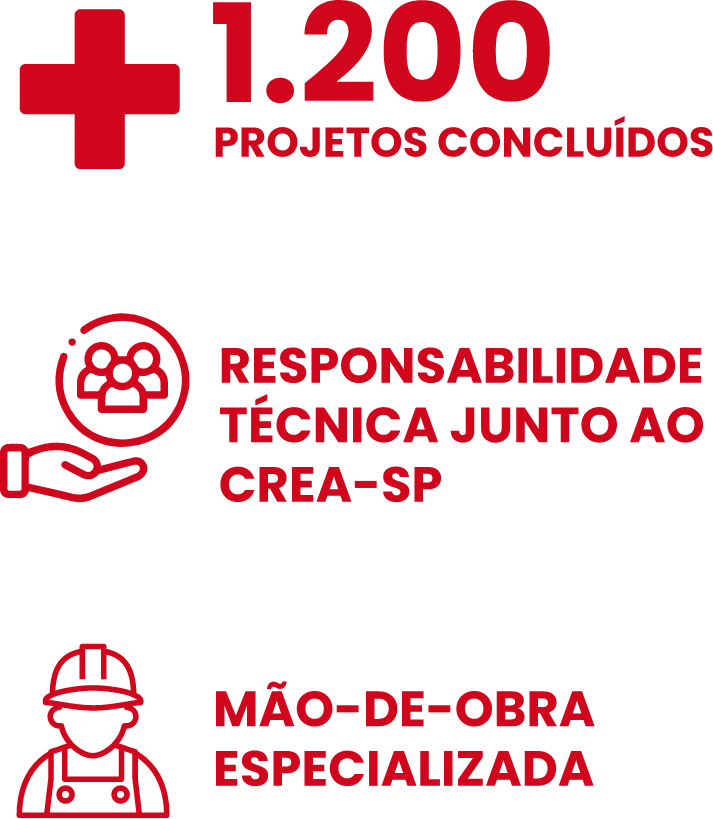 1.200
PROJETOS CONCLUÍDOS
RESPONSABILIDADE
TÉCNICA JUNTO AO
CREA-SP
MÃO-DE-OBRA
ESPECIALIZADA